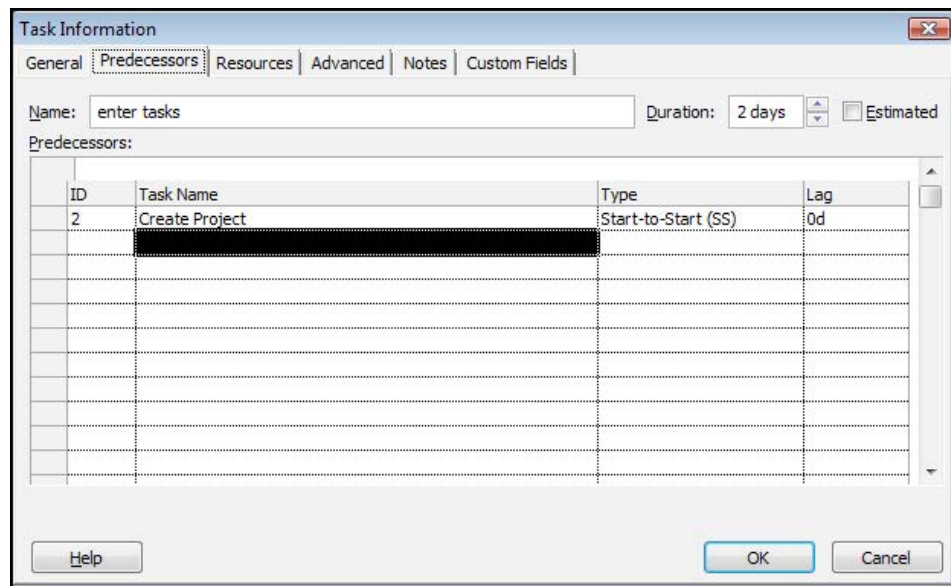 Task Information
General Predecessors Resources Advanced Notes Custom Fields
Name: enter tasks Duration: 2 days Estimated
Predecessors:
ID Task Name Type Lag
2 Create Project Start-to-Start (SS) 0d
Help OK Cancel